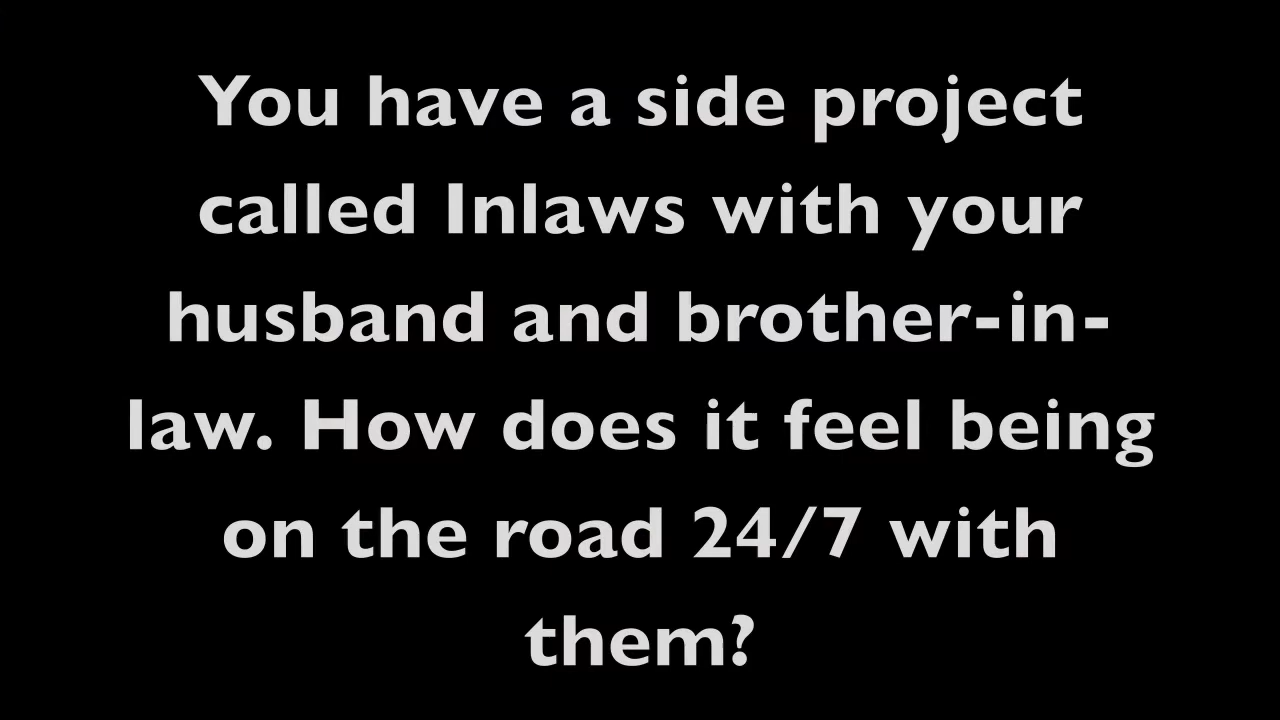 You have a side project
called Inlaws with your
husband and brother-in-
law. How does it feel being
on the road 24/7 with
them?